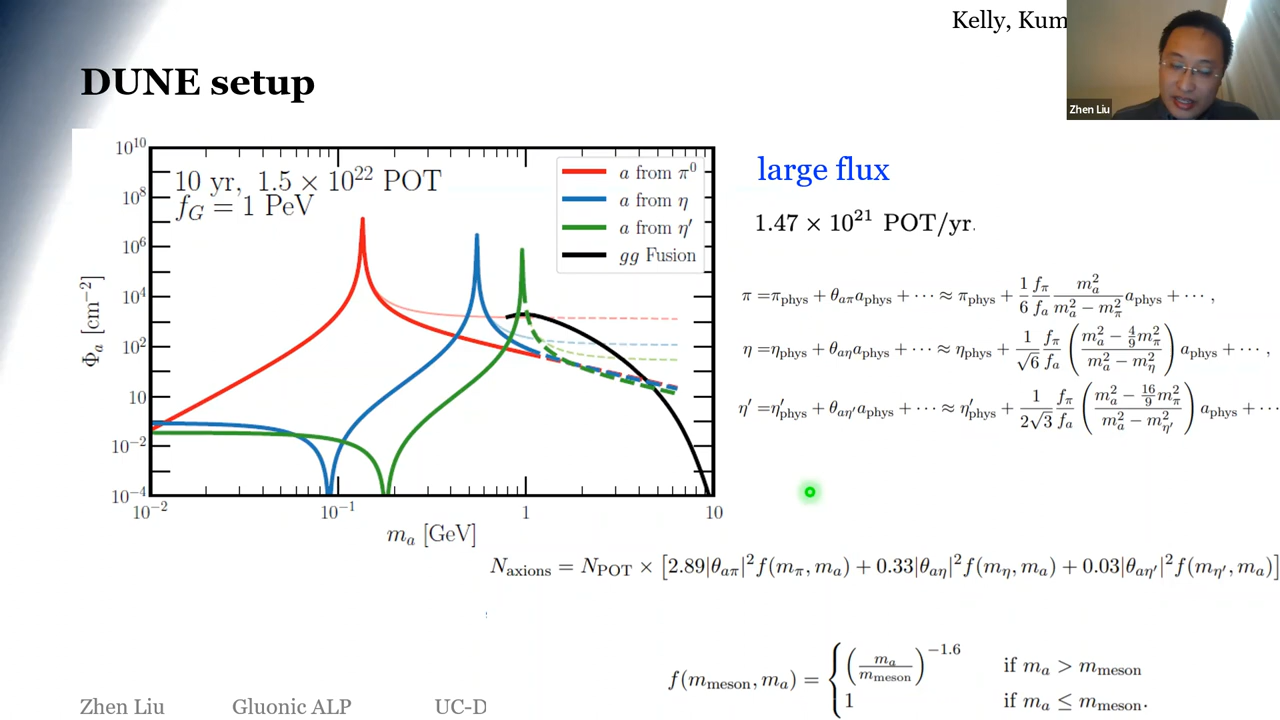 Kelly, Kum
Zhen Liu
DUNE setup
large flux
1.47 × 10²¹ POT/yr.
10 yr, 1.5 × 10²² POT
f_G = 1 PeV
a from π⁰
a from η
a from η′
gg Fusion
Φ_a [cm⁻²]
10¹⁰
10⁸
10⁶
10⁴
10²
10
10⁻²
10⁻⁴
10⁻² 10⁻¹ 1 10
m_a [GeV]
π = π_phys + θ_aπ a_phys + ⋯ ≈ π_phys + 1/6 f_π/f_a m_a²/(m_a² − m_π²) a_phys + ⋯ ,
η = η_phys + θ_aη a_phys + ⋯ ≈ η_phys + 1/√6 f_π/f_a ((m_a² − 4/9 m_π²)/(m_a² − m_η²)) a_phys + ⋯ ,
η′ = η′_phys + θ_aη′ a_phys + ⋯ ≈ η′_phys + 1/(2√3) f_π/f_a ((m_a² − 16/9 m_π²)/(m_a² − m_η′²)) a_phys + ⋯
N_axions = N_POT × [2.89|θ_aπ|² f(m_π, m_a) + 0.33|θ_aη|² f(m_η, m_a) + 0.03|θ_aη′|² f(m_η′, m_a)]
f(m_meson, m_a) = { (m_a/m_meson)^−1.6 if m_a > m_meson
1 if m_a ≤ m_meson.
Zhen Liu Gluonic ALP UC-D